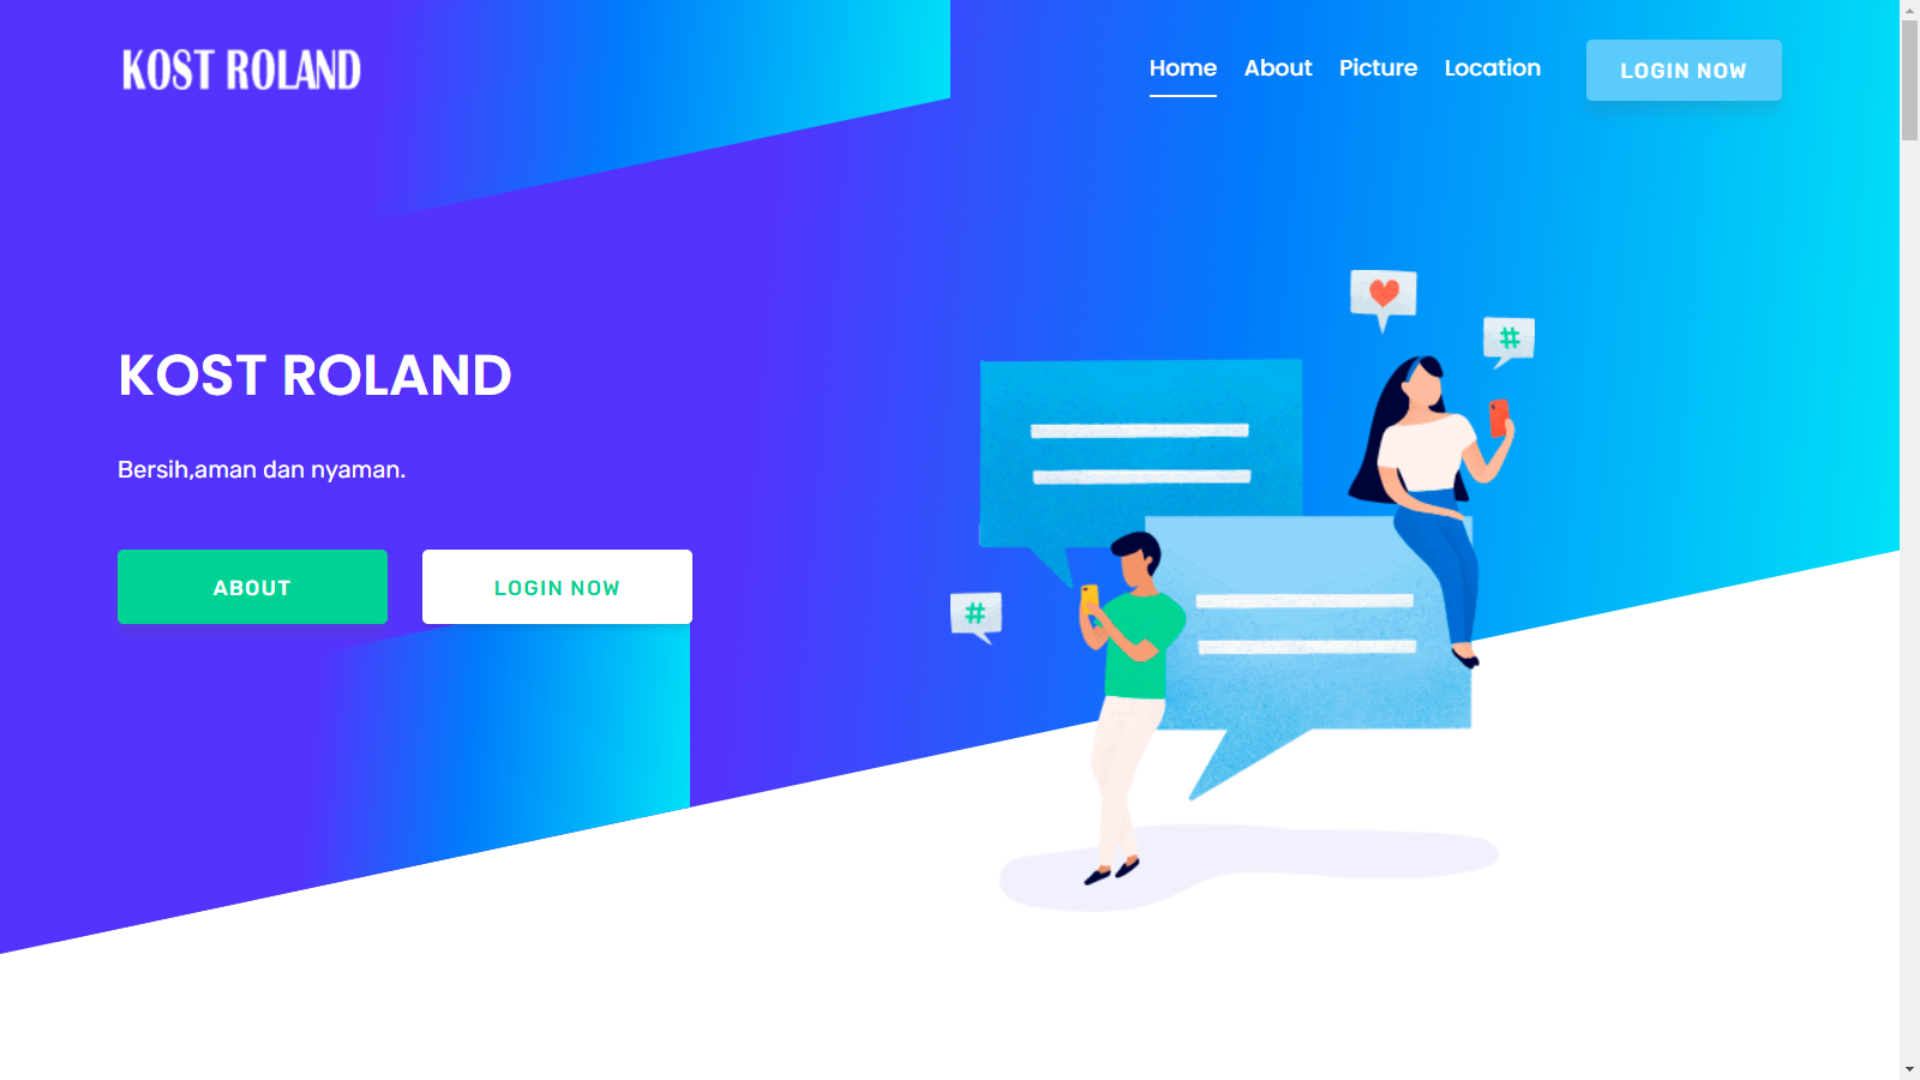 KOST ROLAND
Home About Picture Location LOGIN NOW
KOST ROLAND
Bersih,aman dan nyaman.
ABOUT LOGIN NOW
#
#